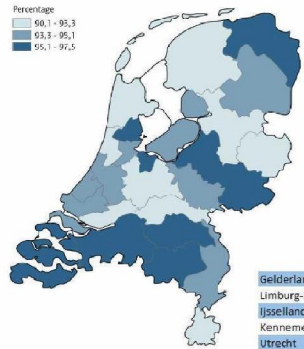 Percentage
90,1 - 93,3
93,3 - 95,1
95,1 - 97,5
Limburg-
IJsselland
Utrecht